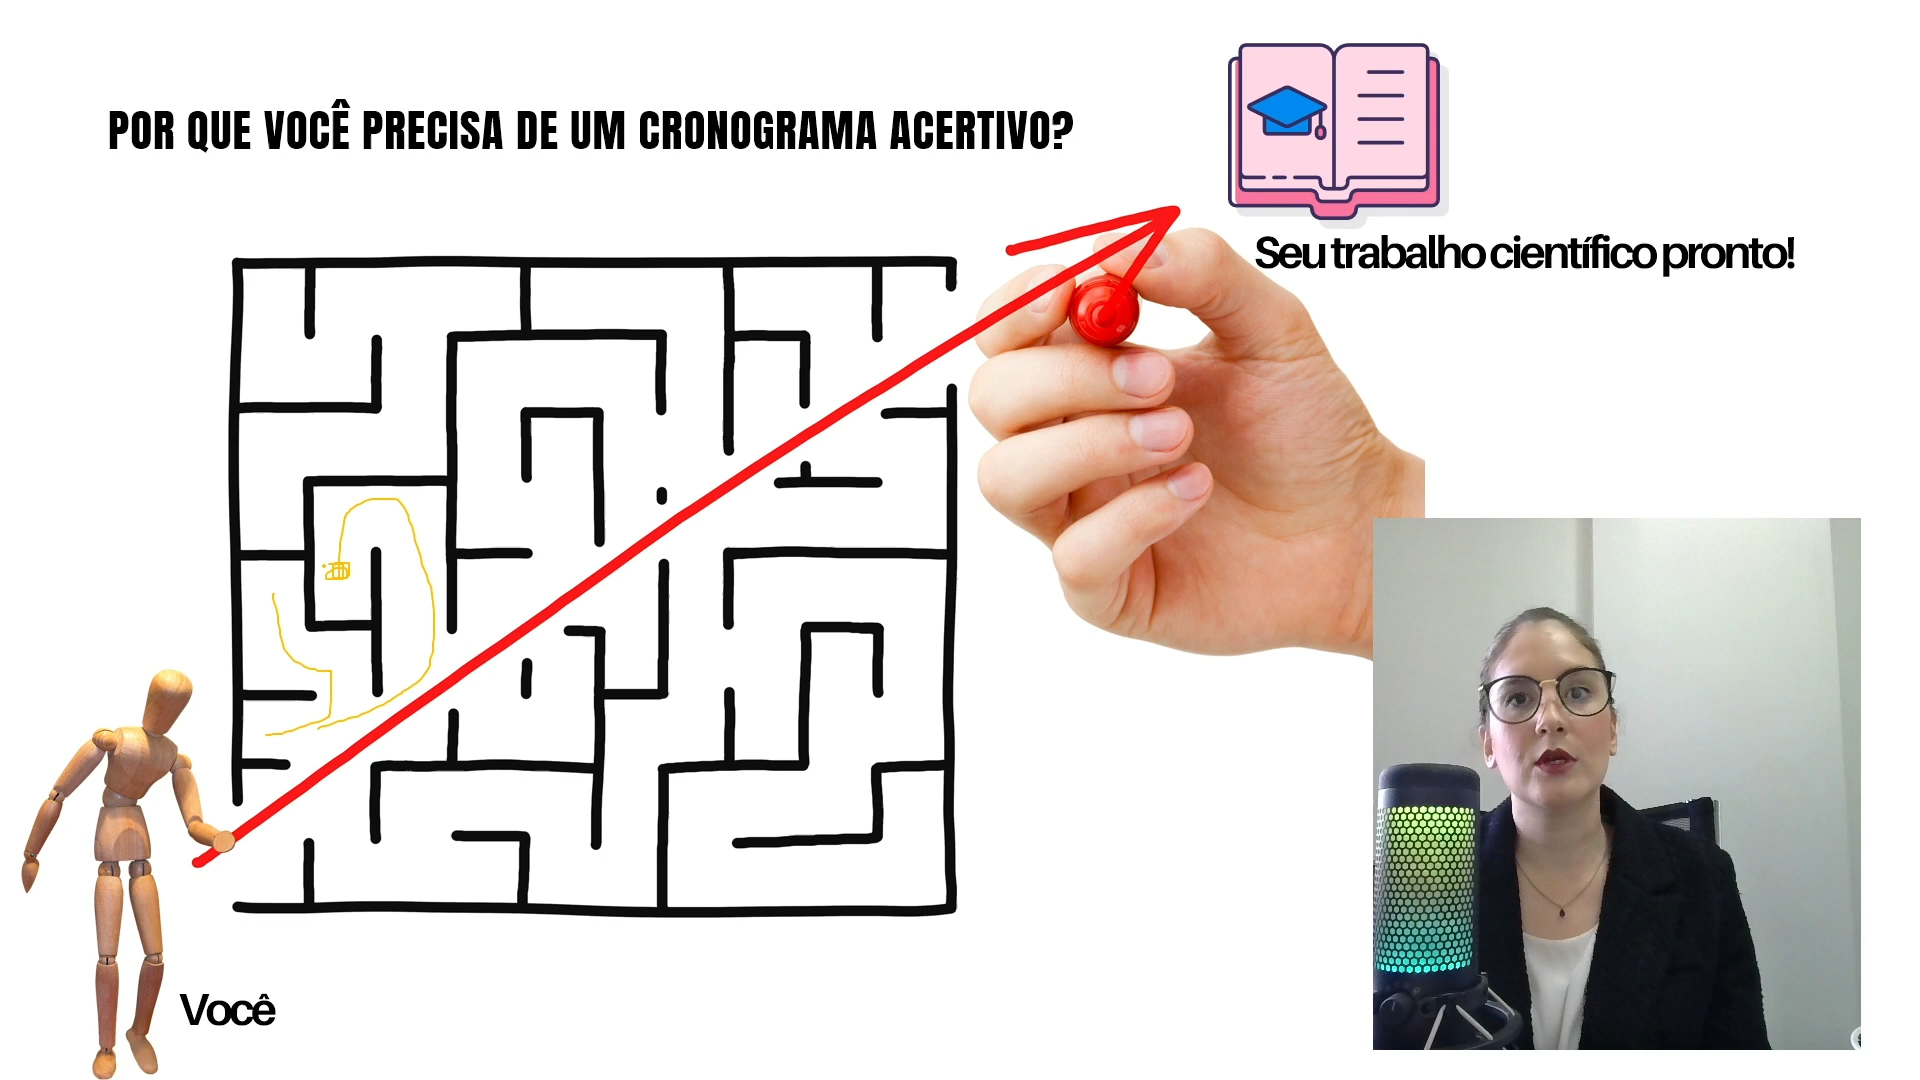 POR QUE VOCÊ PRECISA DE UM CRONOGRAMA ACERTIVO?
Seu trabalho científico pronto!
Você